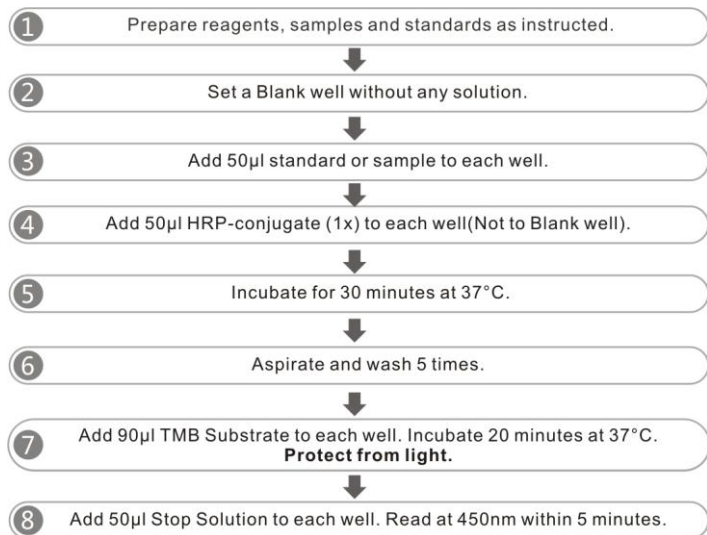 1 Prepare reagents, samples and standards as instructed.
2 Set a Blank well without any solution.
3 Add 50μl standard or sample to each well.
4 Add 50μl HRP-conjugate (1x) to each well(Not to Blank well).
5 Incubate for 30 minutes at 37°C.
6 Aspirate and wash 5 times.
7 Add 90μl TMB Substrate to each well. Incubate 20 minutes at 37°C.
Protect from light.
8 Add 50μl Stop Solution to each well. Read at 450nm within 5 minutes.